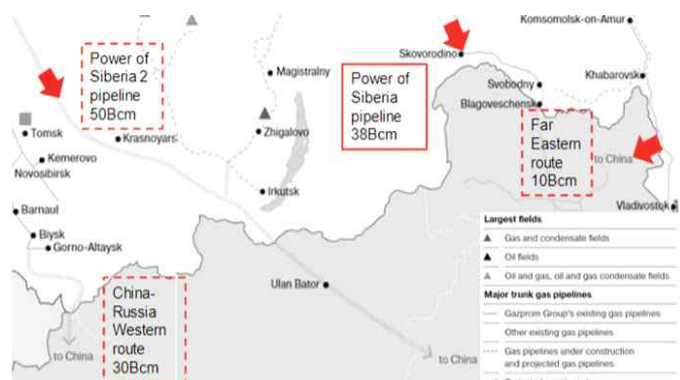 Komsomolsk-on-Amur
Power of
Siberia 2
pipeline
50Bcm
Magistralny
Power of
Siberia
pipeline
38Bcm
Skovorodino
Svobodny
Khabarovsk
Blagoveschensk
Far
Eastern
route
10Bcm
to China
Tomsk
Krasnoyars
Zhigalovo
Kemerovo
Novosibirsk
Irkutsk
Barnaul
Biysk
Gorno-Altaysk
Vladivostok
China-
Russia
Western
route
30Bcm
to China
Ulan Bator
to China
Largest fields
Gas and condensate fields
Oil fields
Oil and gas, oil and gas condensate fields
Major trunk gas pipelines
Gazprom Group's existing gas pipelines
Other existing gas pipelines
Gas pipelines under construction
and projected gas pipelines